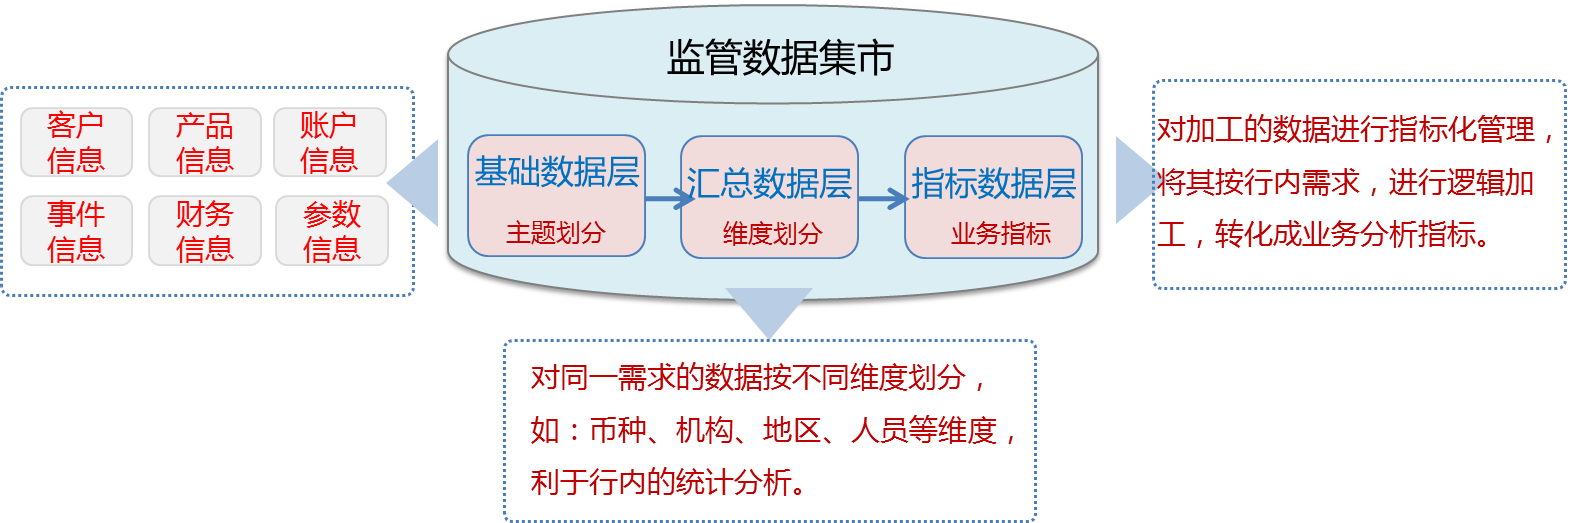 监管数据集市
客户
信息
产品
信息
账户
信息
事件
信息
财务
信息
参数
信息
基础数据层
主题划分
汇总数据层
维度划分
指标数据层
业务指标
对加工的数据进行指标化管理，
将其按行内需求，进行逻辑加
工，转化成业务分析指标。
对同一需求的数据按不同维度划分，
如：币种、机构、地区、人员等维度，
利于行内的统计分析。